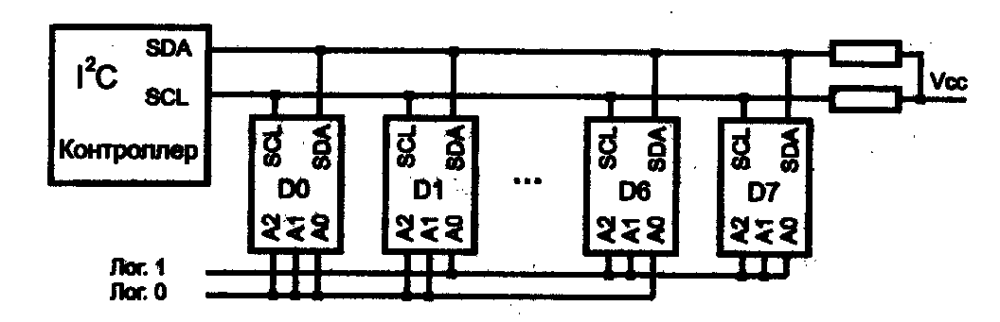 SDA
I²C
SCL
Vcc
Контроллер
SCL SDA SCL SDA SCL SDA SCL SDA
D0 D1 ... D6 D7
A2 A1 A0 A2 A1 A0 A2 A1 A0 A2 A1 A0
Лог. 1
Лог. 0